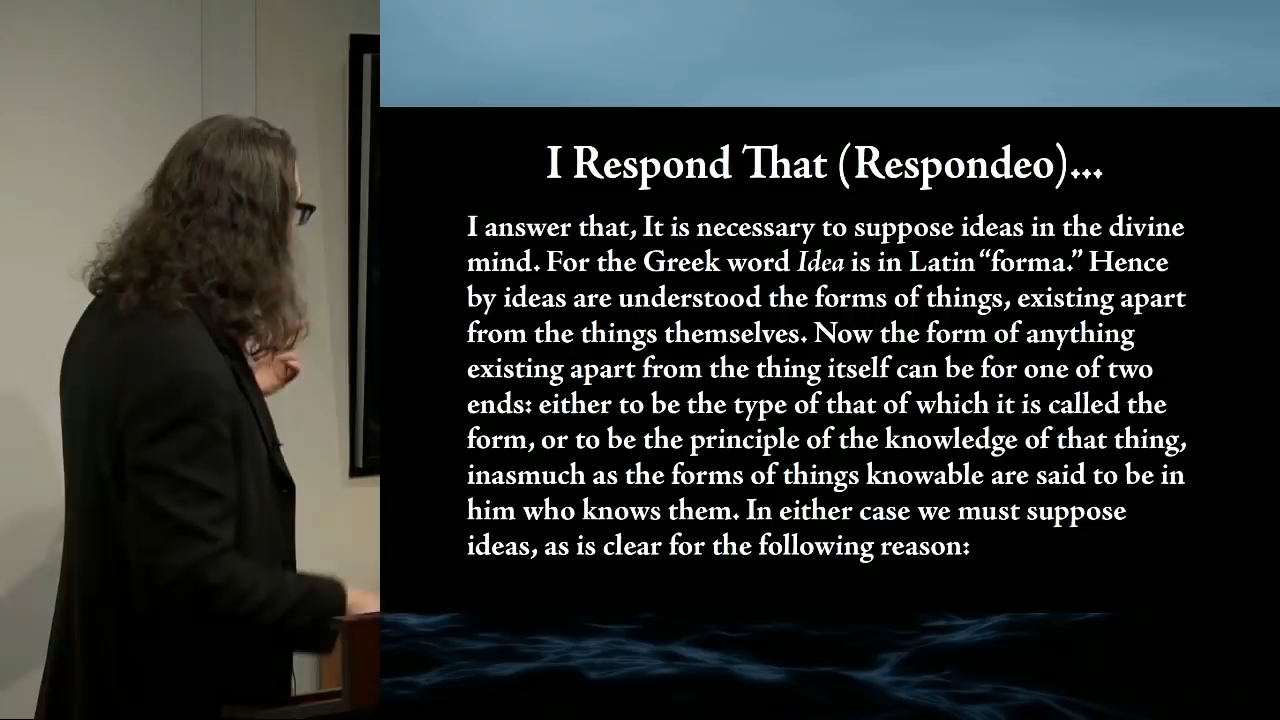 I Respond That (Respondeo)...
I answer that, It is necessary to suppose ideas in the divine
mind. For the Greek word Idea is in Latin “forma.” Hence
by ideas are understood the forms of things, existing apart
from the things themselves. Now the form of anything
existing apart from the thing itself can be for one of two
ends: either to be the type of that of which it is called the
form, or to be the principle of the knowledge of that thing,
inasmuch as the forms of things knowable are said to be in
him who knows them. In either case we must suppose
ideas, as is clear for the following reason: